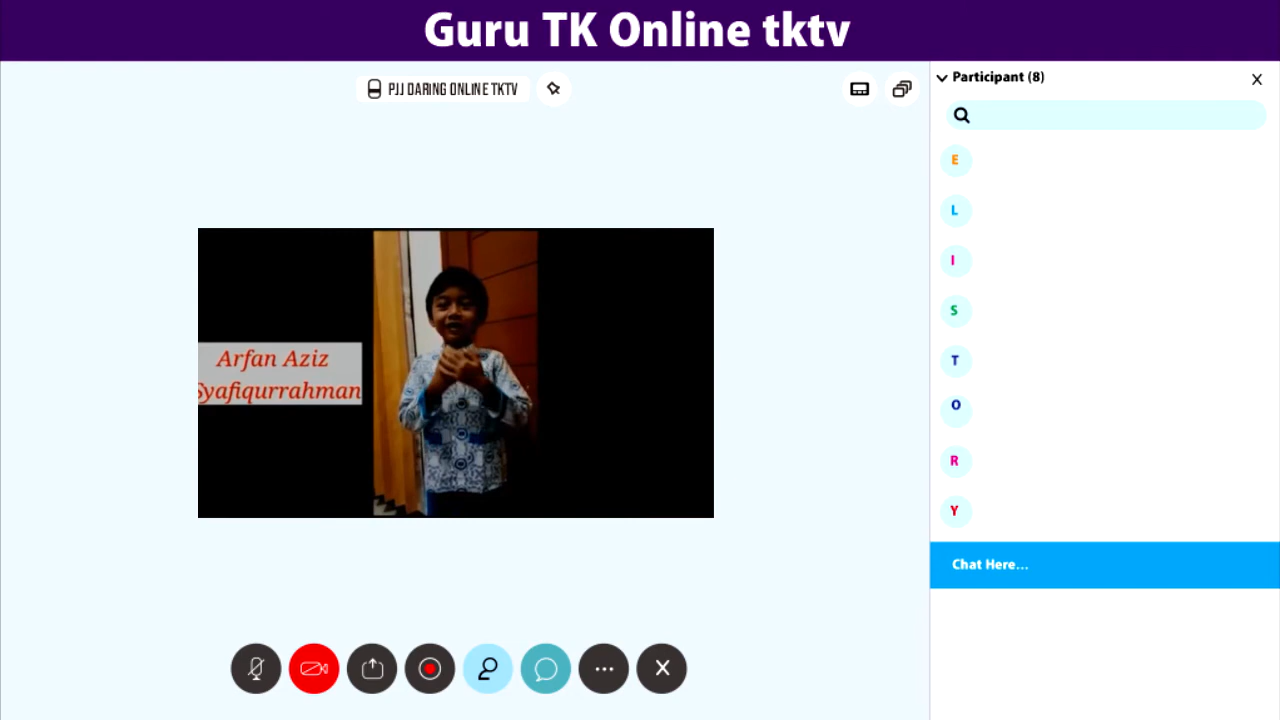 Guru TK Online tktv
PJJ DARING ONLINE TKTV
Participant (8)
E
L
I
S
T
O
R
Y
Arfan Aziz
Syafiqurrahman
Chat Here...